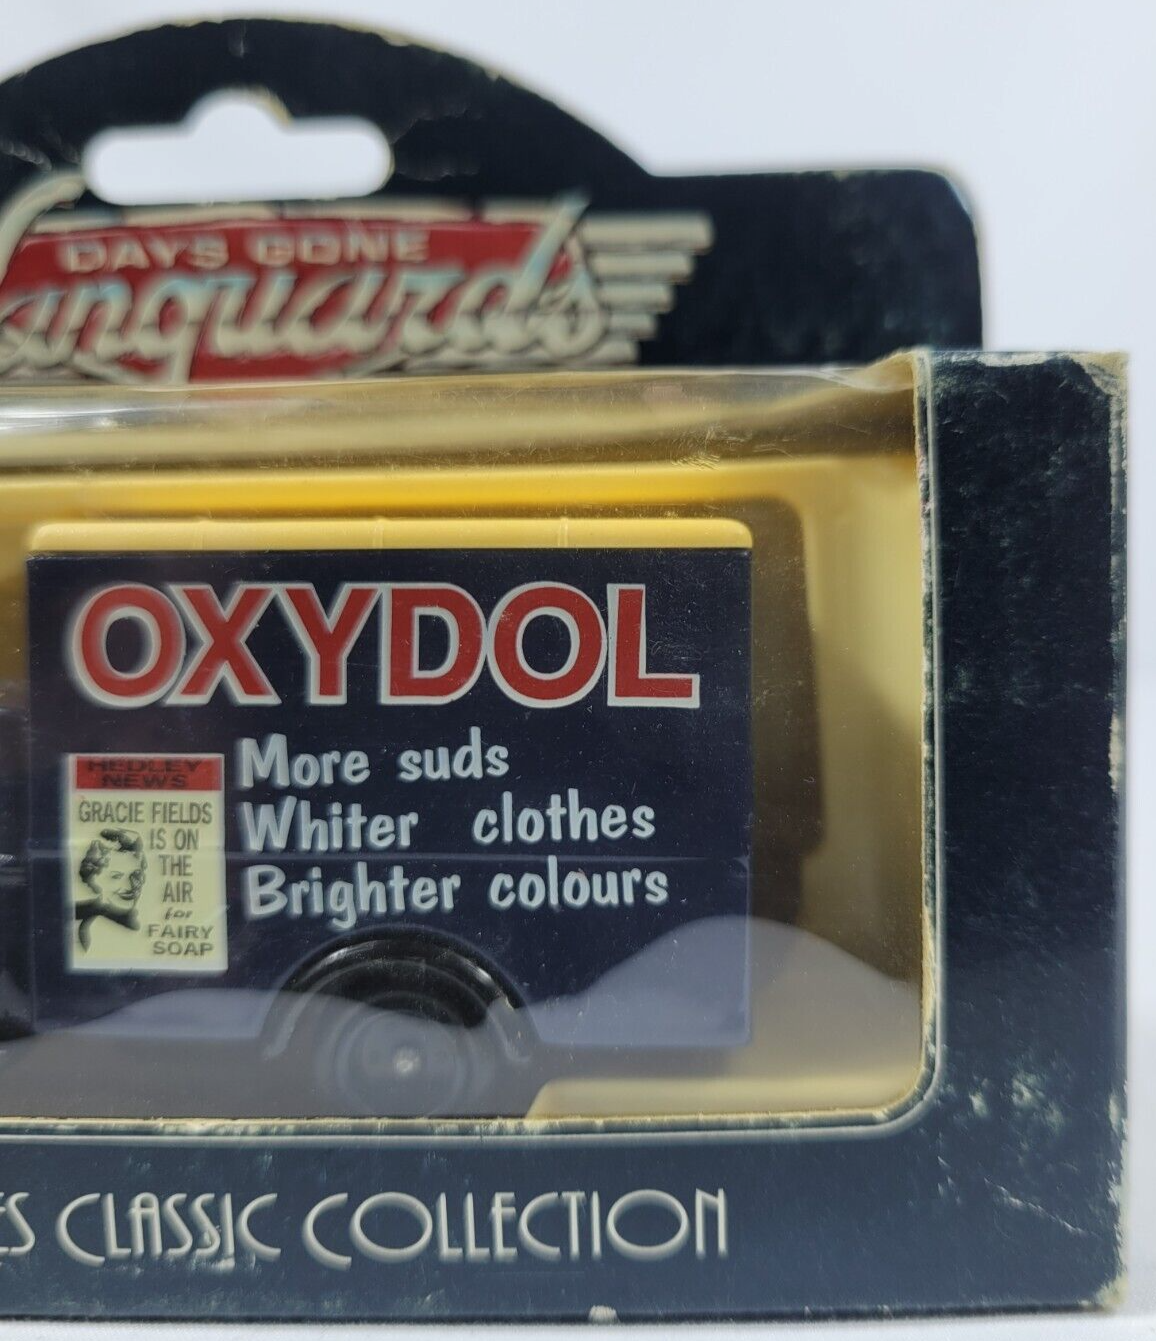 DAYS GONE
Vanguards
OXYDOL
More suds
Whiter clothes
Brighter colours
HEDLEY
NEWS
GRACIE FIELDS
IS ON
THE
AIR
for
FAIRY
SOAP
CLASSIC COLLECTION